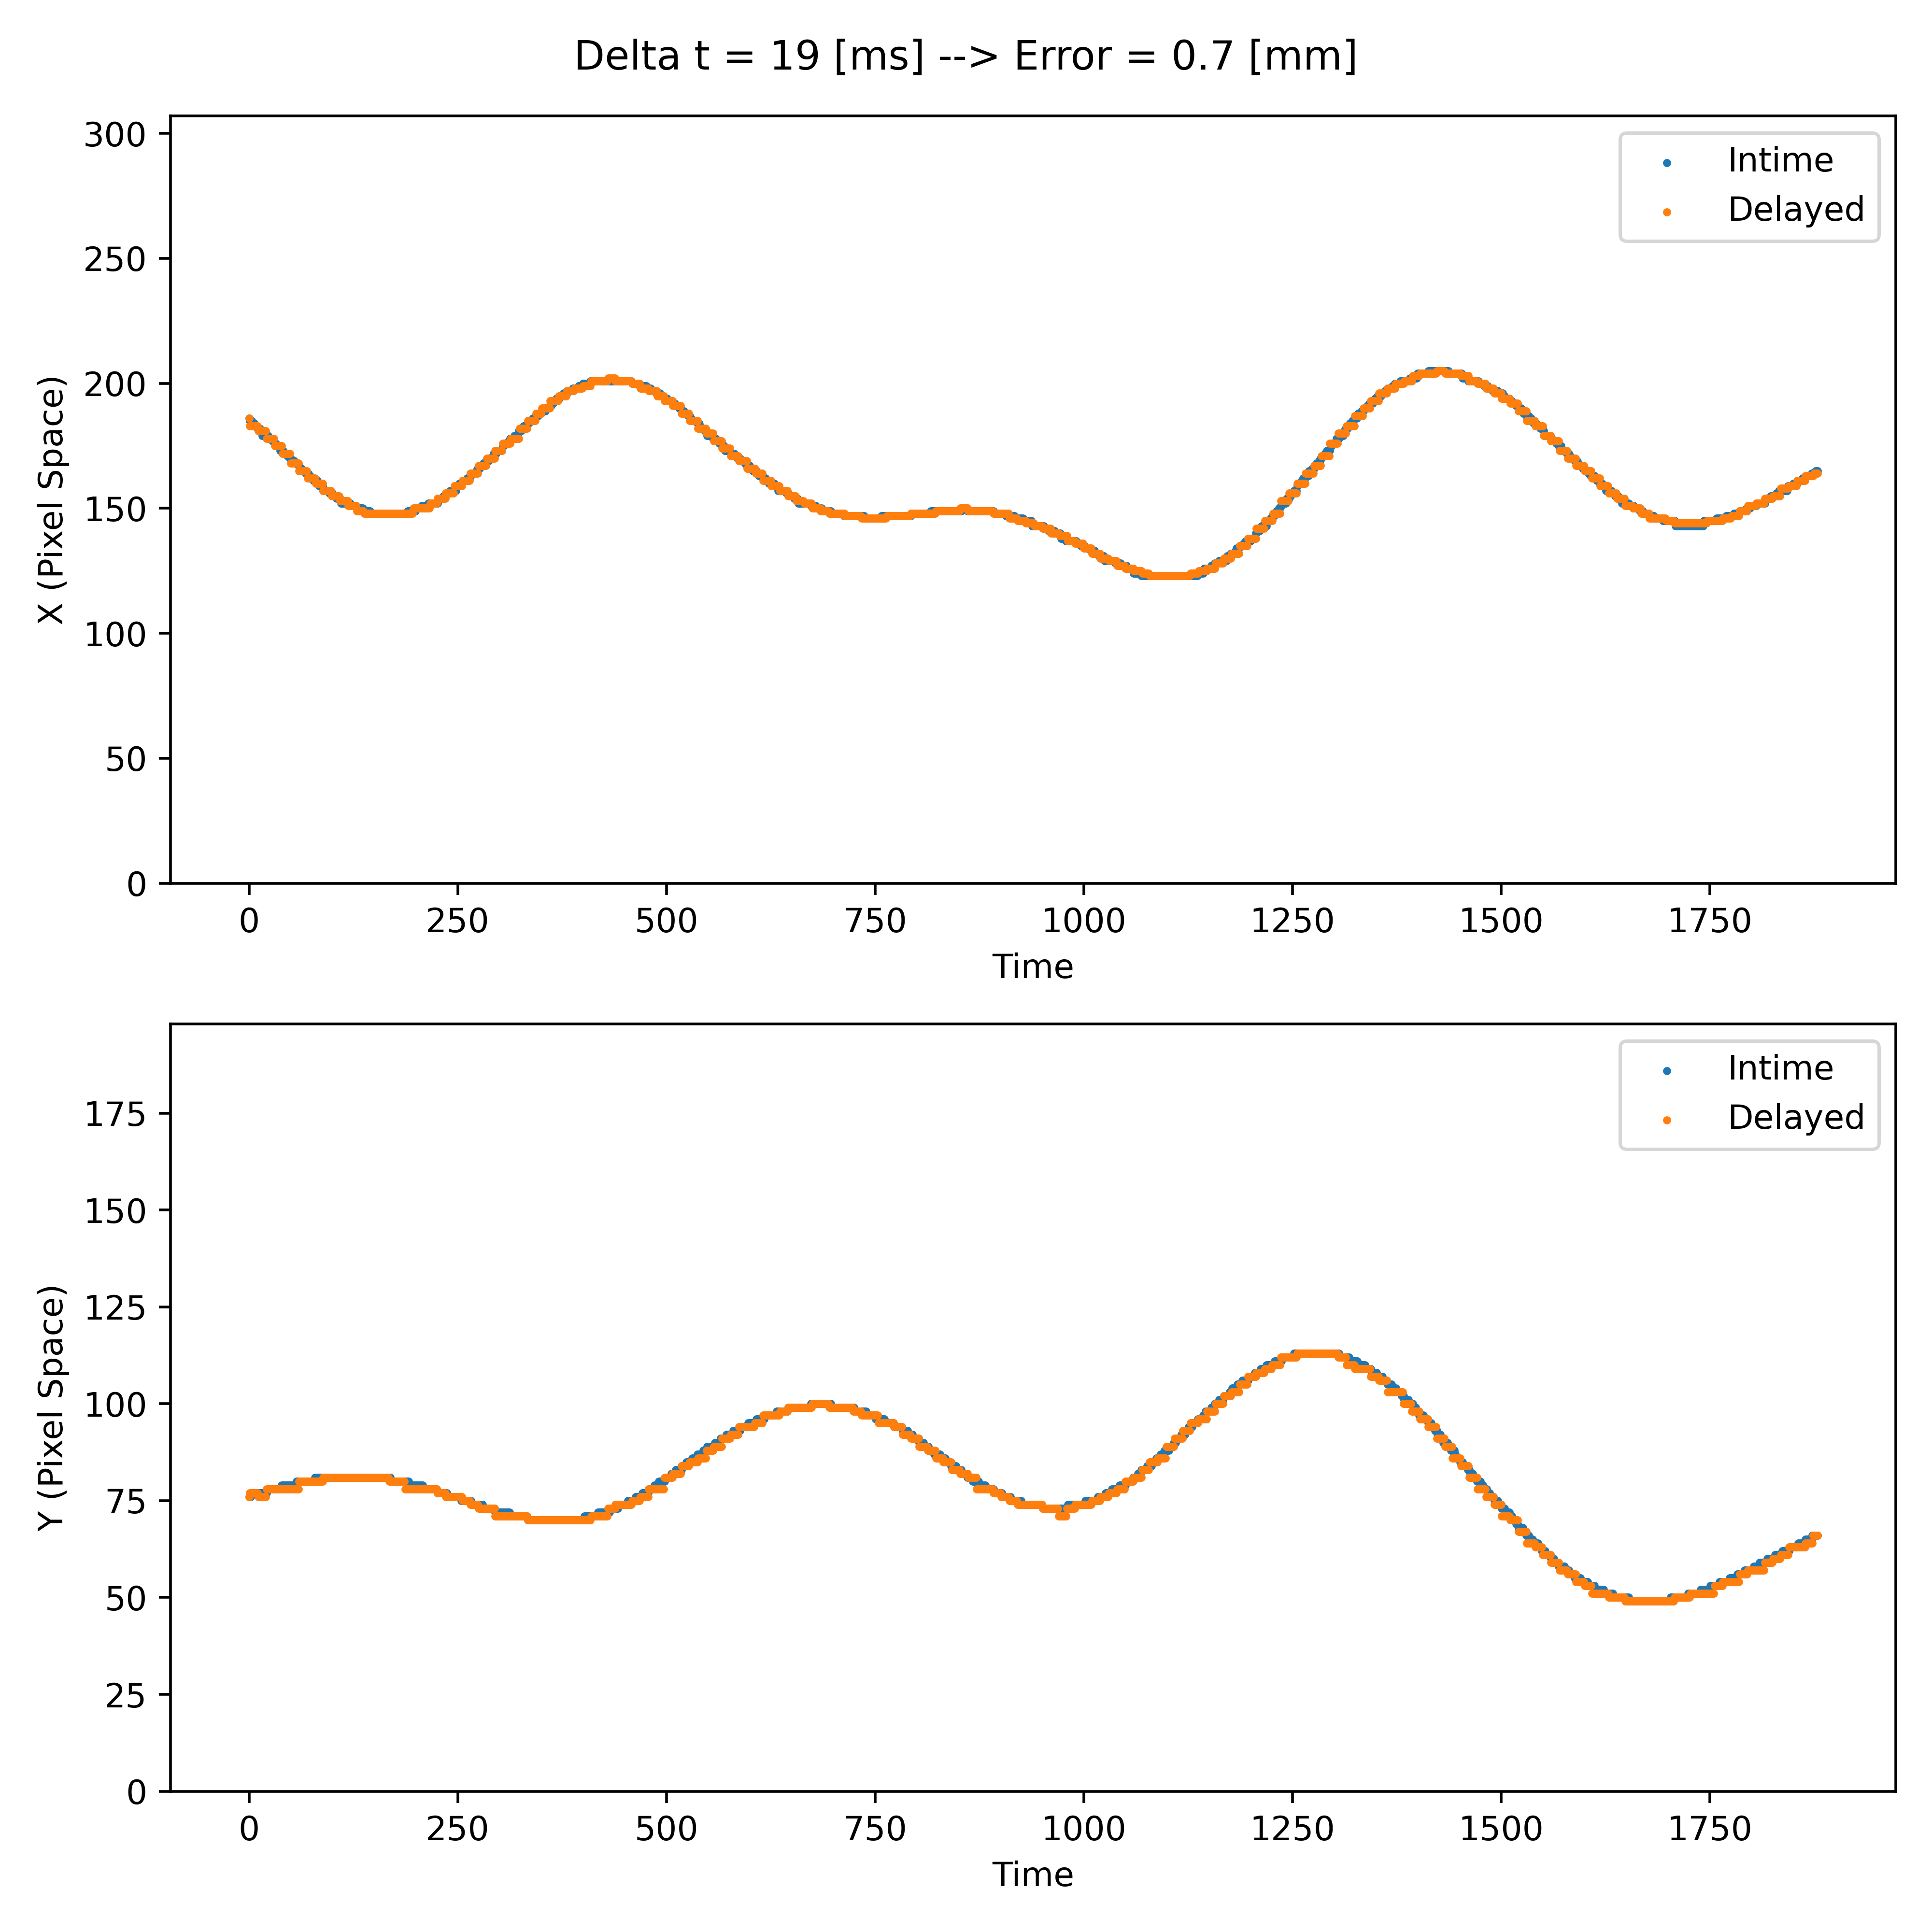 Delta t = 19 [ms] --> Error = 0.7 [mm]
300
250
200
150
100
50
0
X (Pixel Space)
Intime
Delayed
0 250 500 750 1000 1250 1500 1750
Time
175
150
125
100
75
50
25
0
Y (Pixel Space)
Intime
Delayed
0 250 500 750 1000 1250 1500 1750
Time